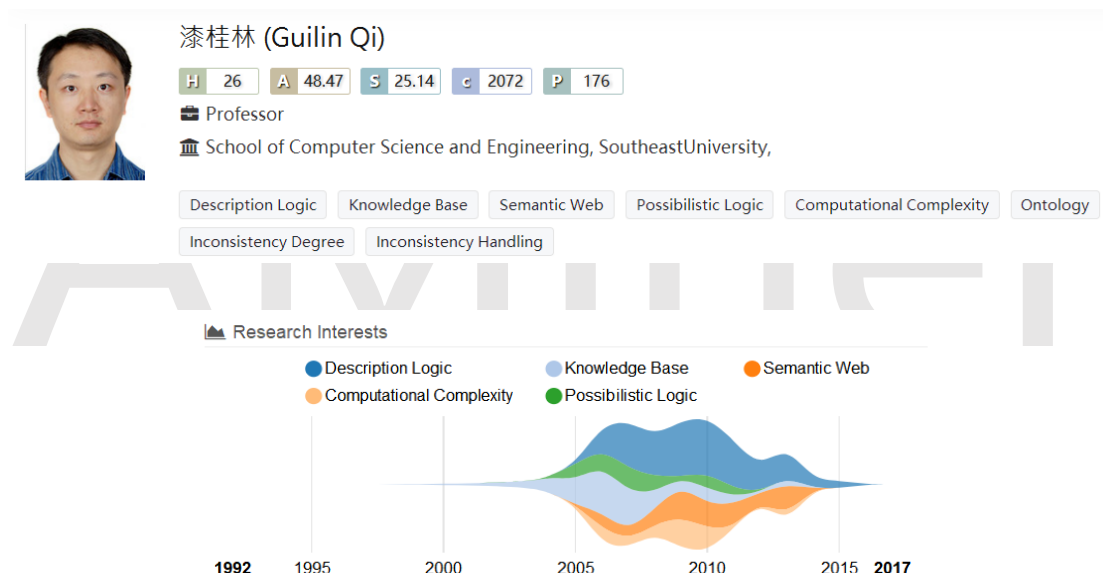 漆桂林 (Guilin Qi)
H 26 A 48.47 S 25.14 c 2072 P 176
Professor
School of Computer Science and Engineering, SoutheastUniversity,
Description Logic Knowledge Base Semantic Web Possibilistic Logic Computational Complexity Ontology
Inconsistency Degree Inconsistency Handling
Research Interests
Description Logic Knowledge Base Semantic Web
Computational Complexity Possibilistic Logic
1992 1995 2000 2005 2010 2015 2017